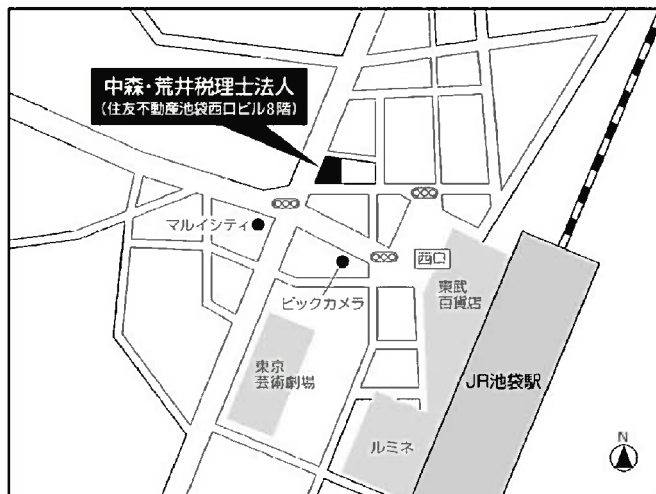 中森・荒井税理士法人
(住友不動産池袋西口ビル8階)
マルイシティ
西口
ビックカメラ
東武
百貨店
東京
芸術劇場
JR池袋駅
ルミネ
N